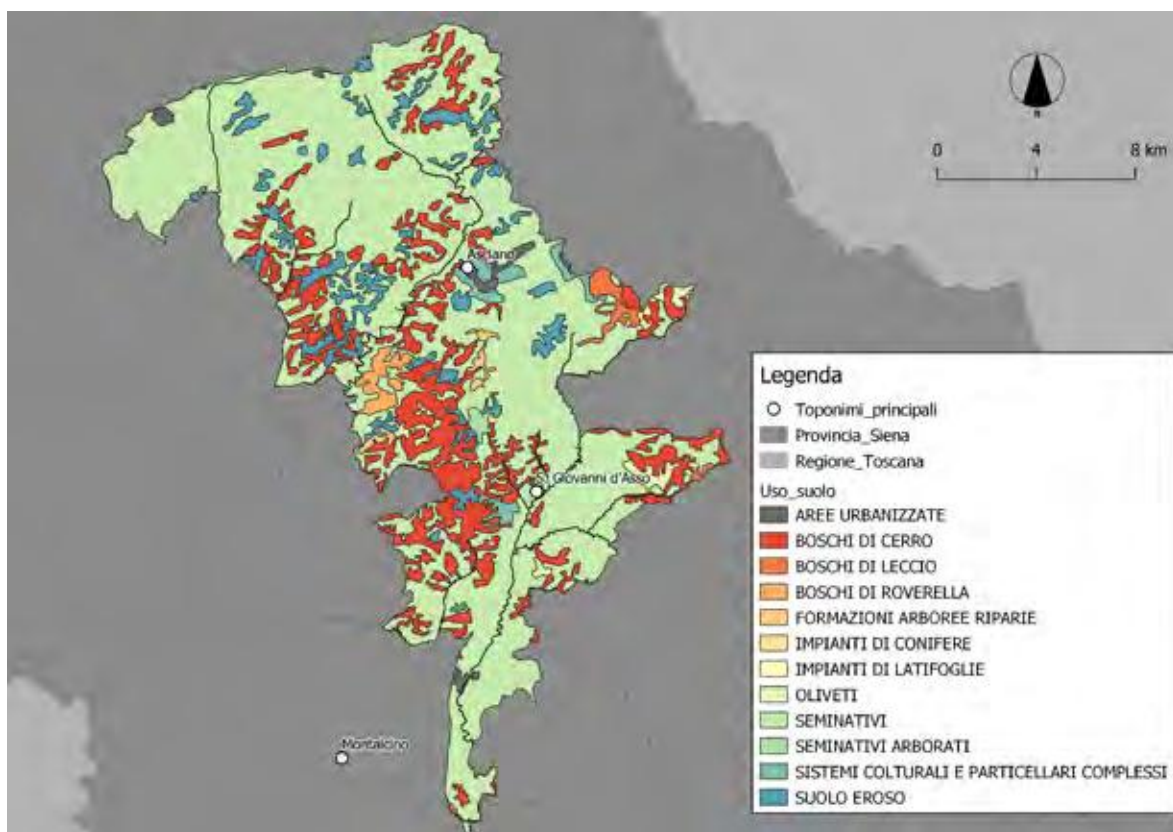 N
0 4 8 km
Asciano
S. Giovanni d'Asso
Montalcino
Legenda
Toponimi_principali
Provincia_Siena
Regione_Toscana
Uso_suolo
AREE URBANIZZATE
BOSCHI DI CERRO
BOSCHI DI LECCIO
BOSCHI DI ROVERELLA
FORMAZIONI ARBOREE RIPARIE
IMPIANTI DI CONIFERE
IMPIANTI DI LATIFOGLIE
OLIVETI
SEMINATIVI
SEMINATIVI ARBORATI
SISTEMI COLTURALI E PARTICELLARI COMPLESSI
SUOLO EROSO